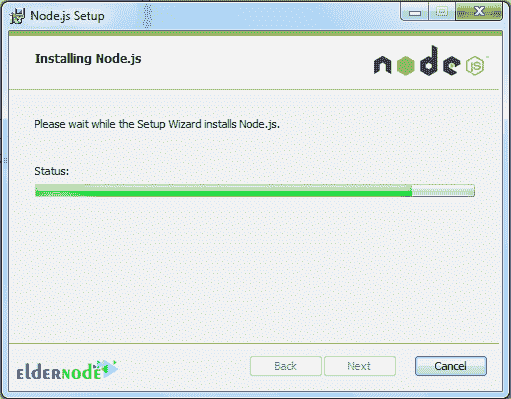 Node.js Setup
Installing Node.js
node
JS
Please wait while the Setup Wizard installs Node.js.
Status:
ELDERNODE
Back
Next
Cancel